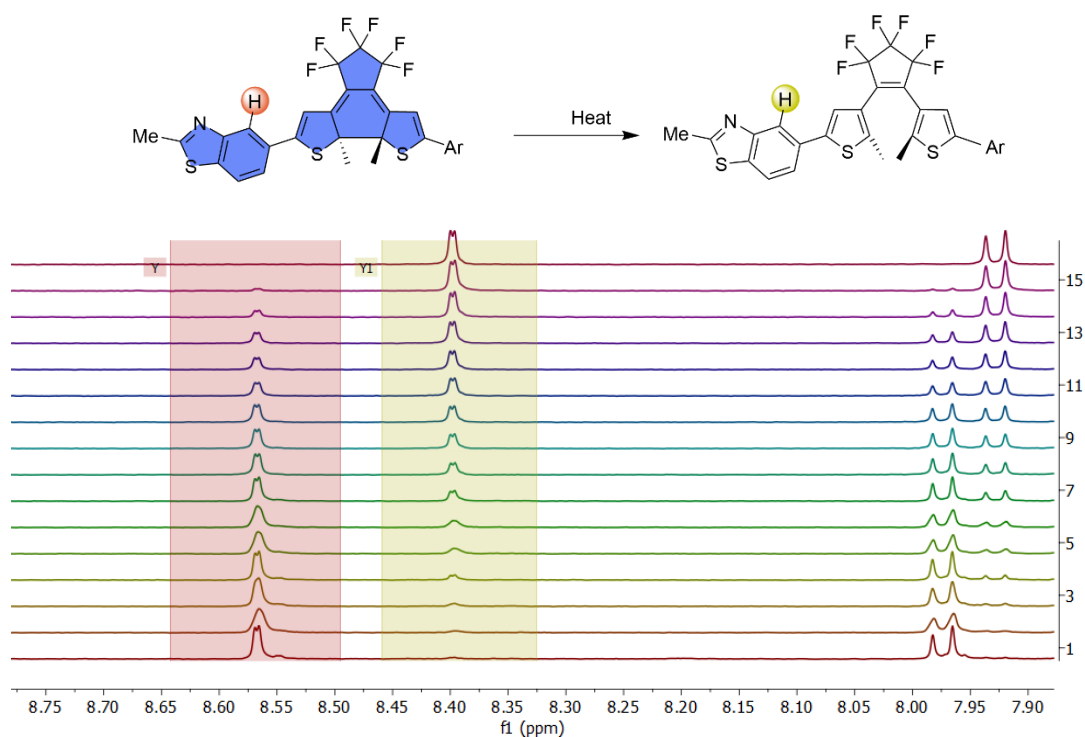 F F F F F F
H
N
Me
S
S
S
Ar
Heat
F F F F F F
H
N
Me
S
S
S
Ar
Y
Y1
15
13
11
9
7
5
3
1
8.75 8.70 8.65 8.60 8.55 8.50 8.45 8.40 8.35 8.30 8.25 8.20 8.15 8.10 8.05 8.00 7.95 7.90
f1 (ppm)